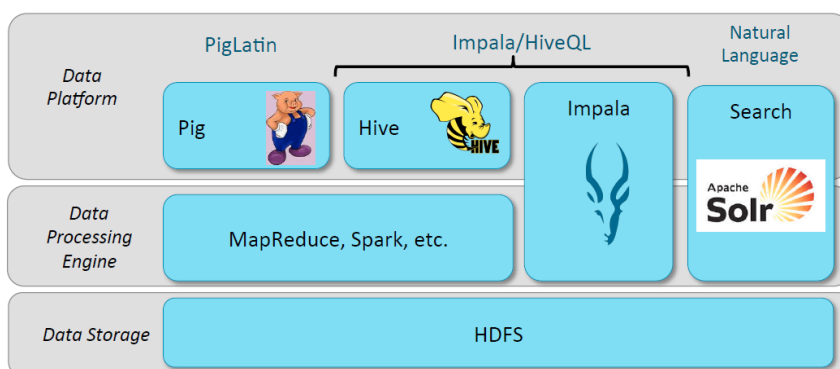 PigLatin
Impala/HiveQL
Natural
Language
Data
Platform
Pig
Hive
HIVE
Impala
Search
Apache
Solr
Data
Processing
Engine
MapReduce, Spark, etc.
Data Storage
HDFS